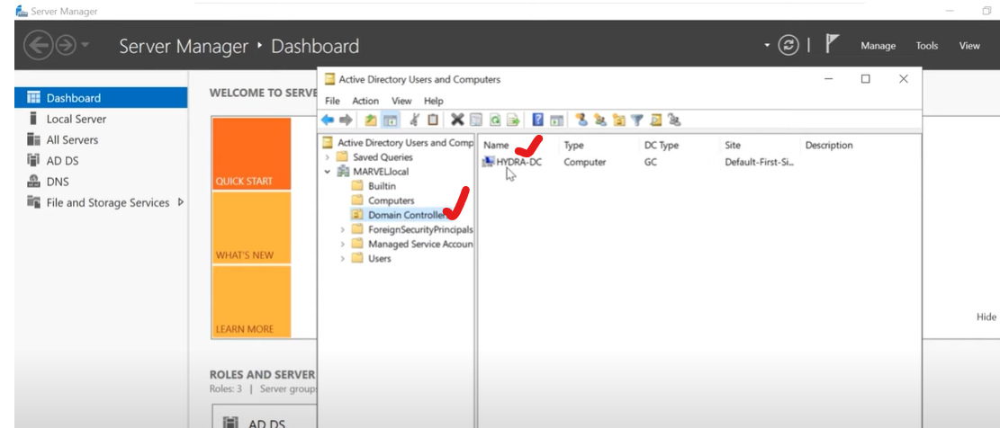 Server Manager
Server Manager • Dashboard
Manage Tools View
Dashboard
Local Server
All Servers
AD DS
DNS
File and Storage Services
WELCOME TO SERVE
QUICK START
WHAT'S NEW
LEARN MORE
Hide
ROLES AND SERVER
Roles: 3 | Server group
AD DS
Active Directory Users and Computers
File Action View Help
Active Directory Users and Comp
Saved Queries
MARVEL.local
Builtin
Computers
Domain Controller
ForeignSecurityPrincipals
Managed Service Accoun
Users
Name Type DC Type Site Description
HYDRA-DC Computer GC Default-First-Si...